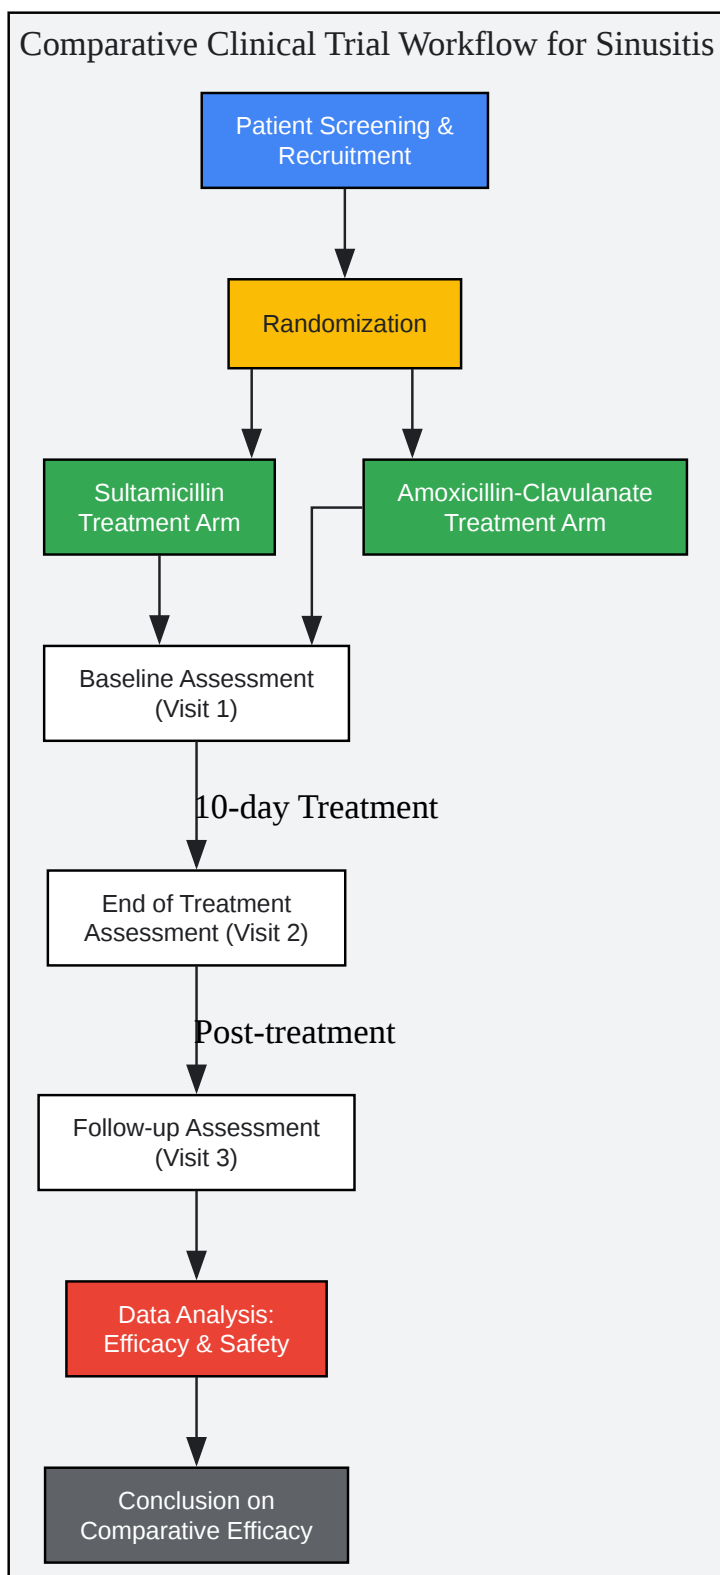 Comparative Clinical Trial Workflow for Sinusitis
Patient Screening &
Recruitment
Randomization
Sultamicillin
Treatment Arm
Amoxicillin-Clavulanate
Treatment Arm
Baseline Assessment
(Visit 1)
10-day Treatment
End of Treatment
Assessment (Visit 2)
Post-treatment
Follow-up Assessment
(Visit 3)
Data Analysis:
Efficacy & Safety
Conclusion on
Comparative Efficacy